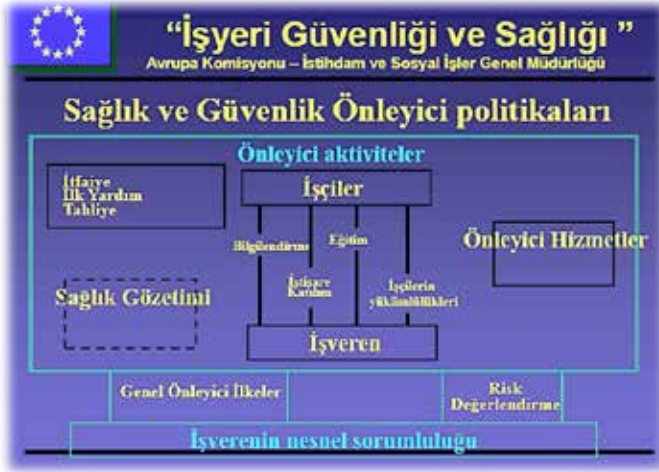 “İşyeri Güvenliği ve Sağlığı ”
Avrupa Komisyonu – İstihdam ve Sosyal İşler Genel Müdürlüğü
Sağlık ve Güvenlik Önleyici politikaları
Önleyici aktiviteler
İtfaiye
İlk Yardım
Tahliye
İşçiler
Bilgilendirme
Eğitim
Önleyici Hizmetler
Sağlık Gözetimi
İstişare
Katılım
İşçilerin
yükümlülükleri
İşveren
Genel Önleyici İlkeler
Risk
Değerlendirme
İşverenin nesnel sorumluluğu